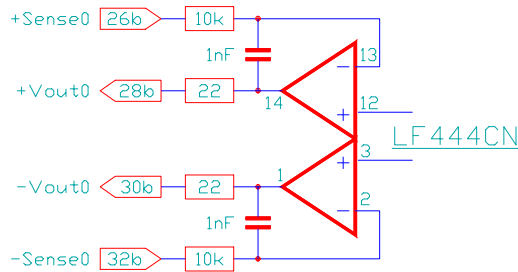 +Sense0 26b 10k
1nF 13
+Vout0 28b 22 14
+ 12
LF444CN
+ 3
-Vout0 30b 22 1
1nF 2
-Sense0 32b 10k